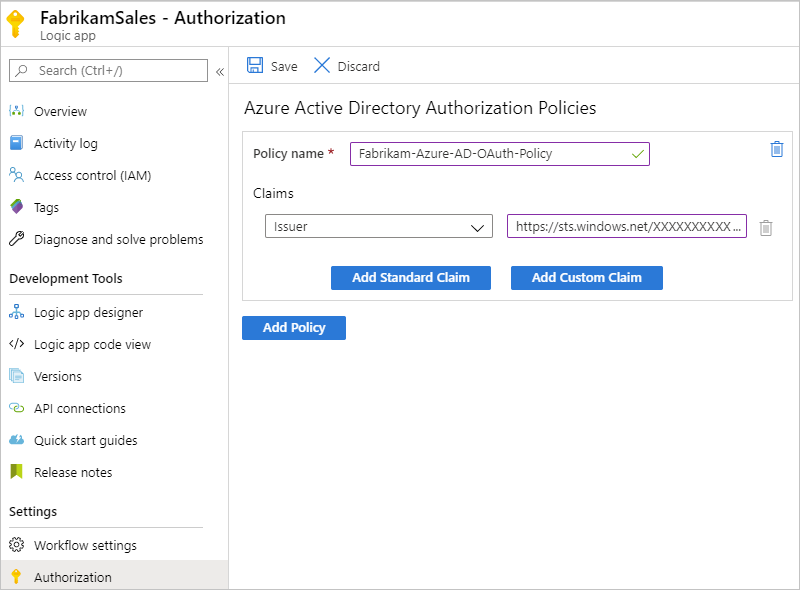 FabrikamSales - Authorization
Logic app
Search (Ctrl+/)
«
Overview
Activity log
Access control (IAM)
Tags
Diagnose and solve problems
Development Tools
Logic app designer
Logic app code view
Versions
API connections
Quick start guides
Release notes
Settings
Workflow settings
Authorization
Save Discard
Azure Active Directory Authorization Policies
Policy name * Fabrikam-Azure-AD-OAuth-Policy
Claims
Issuer https://sts.windows.net/XXXXXXXXXX ...
Add Standard Claim Add Custom Claim
Add Policy